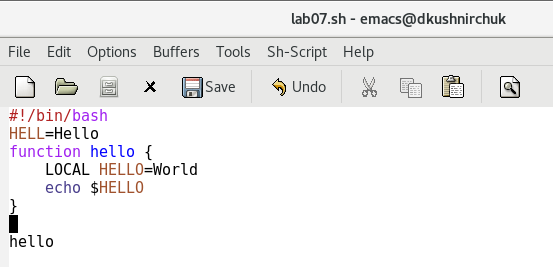 lab07.sh - emacs@dkushnirchuk
File Edit Options Buffers Tools Sh-Script Help
Save Undo
#!/bin/bash
HELL=Hello
function hello {
    LOCAL HELLO=World
    echo $HELLO
}
hello